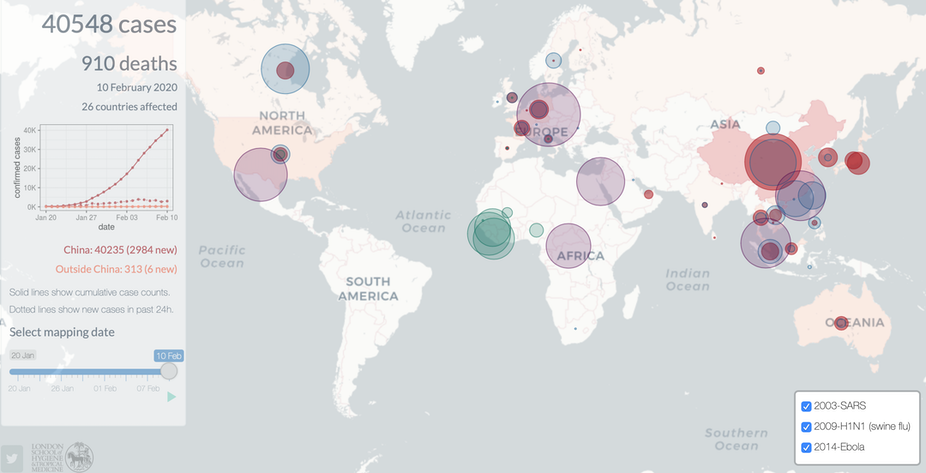 40548 cases
910 deaths
10 February 2020
26 countries affected
40K
30K
20K
10K
0K
confirmed cases
Jan 20
Jan 27
Feb 03
Feb 10
date
China: 40235 (2984 new)
Outside China: 313 (6 new)
Solid lines show cumulative case counts.
Dotted lines show new cases in past 24h.
Select mapping date
20 Jan
10 Feb
20 Jan
26 Jan
01 Feb
07 Feb
LONDON
SCHOOL of
HYGIENE
& TROPICAL
MEDICINE
NORTH
AMERICA
Atlantic
Ocean
Pacific
Ocean
SOUTH
AMERICA
EUROPE
AFRICA
ASIA
Indian
Ocean
OCEANIA
Southern
Ocean
2003-SARS
2009-H1N1 (swine flu)
2014-Ebola